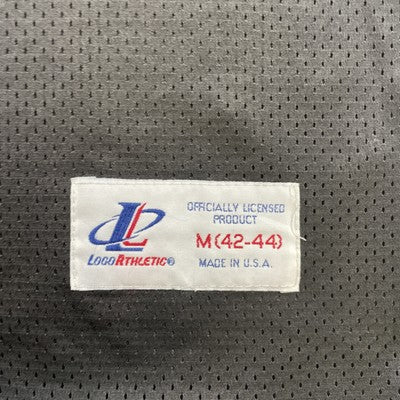 LOGOATHLETIC®
OFFICIALLY LICENSED
PRODUCT
M(42-44)
MADE IN U.S.A.